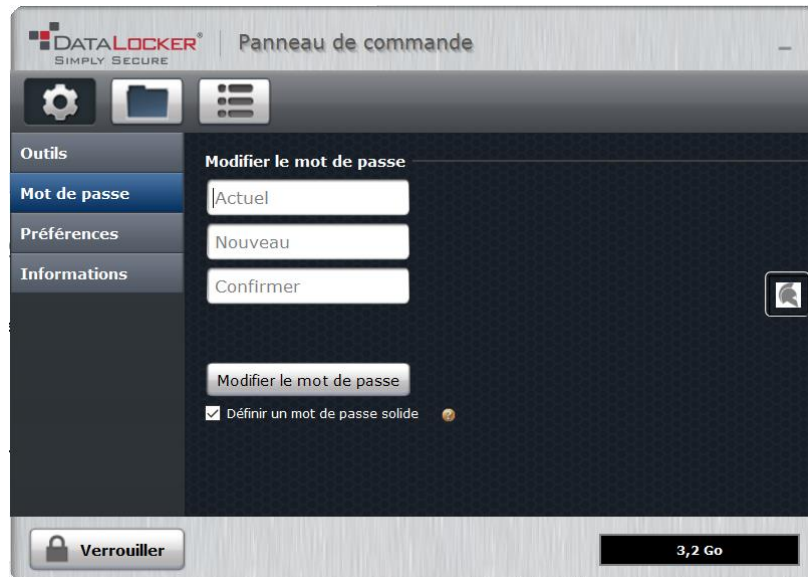 DATALOCKER® Panneau de commande
SIMPLY SECURE
Outils
Mot de passe
Préférences
Informations
Modifier le mot de passe
Actuel
Nouveau
Confirmer
Modifier le mot de passe
Définir un mot de passe solide
Verrouiller
3,2 Go